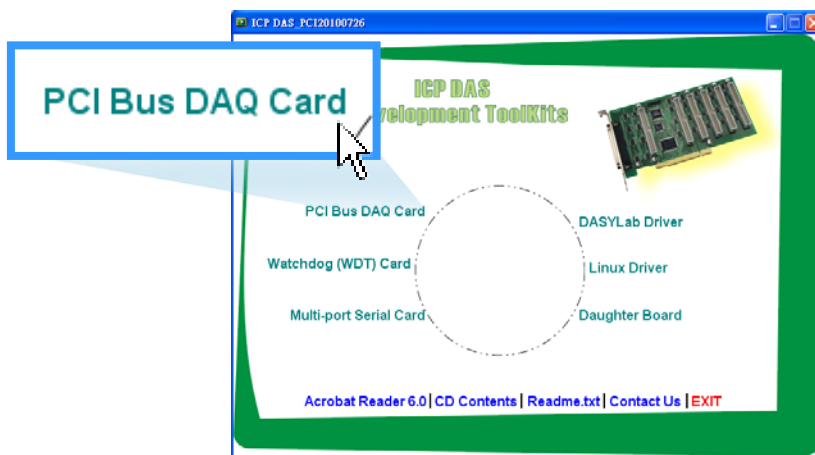 ICP DAS_PCI20100726
PCI Bus DAQ Card
ICP DAS
velopment ToolKits
PCI Bus DAQ Card
DASYLab Driver
Watchdog (WDT) Card
Linux Driver
Multi-port Serial Card
Daughter Board
Acrobat Reader 6.0| CD Contents | Readme.txt | Contact Us | EXIT